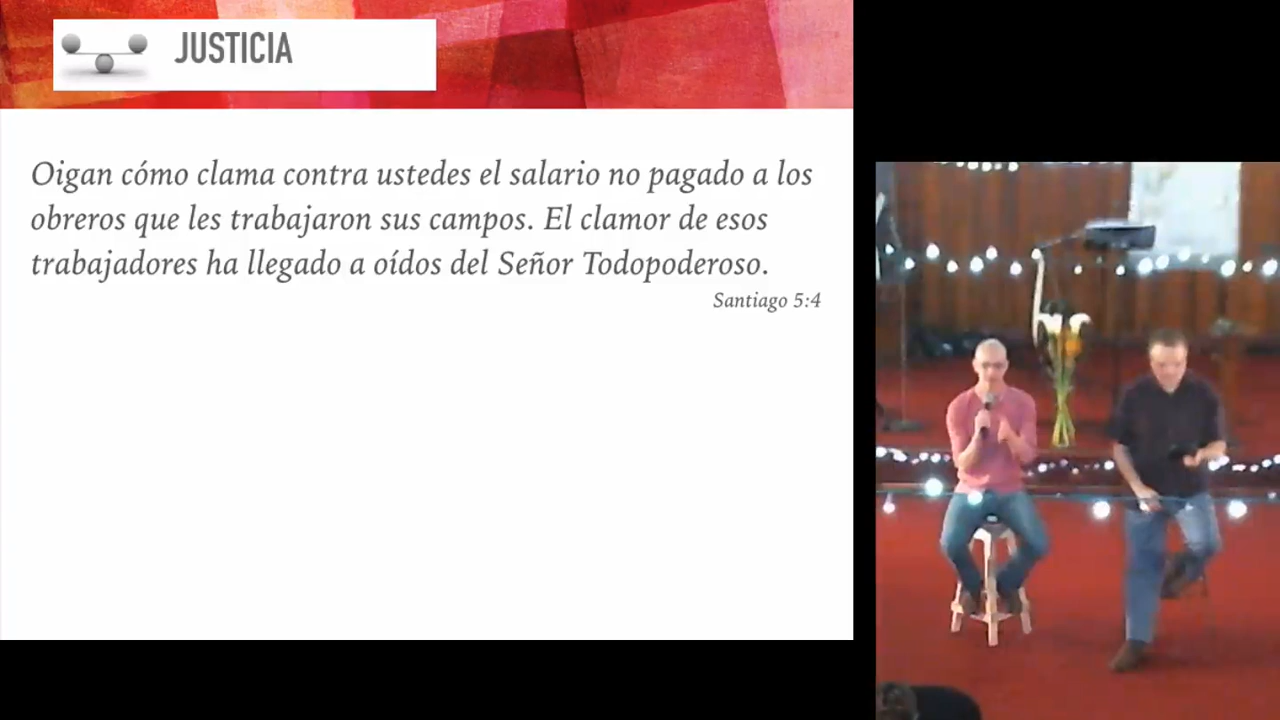 JUSTICIA
Oigan cómo clama contra ustedes el salario no pagado a los
obreros que les trabajaron sus campos. El clamor de esos
trabajadores ha llegado a oídos del Señor Todopoderoso.
Santiago 5:4